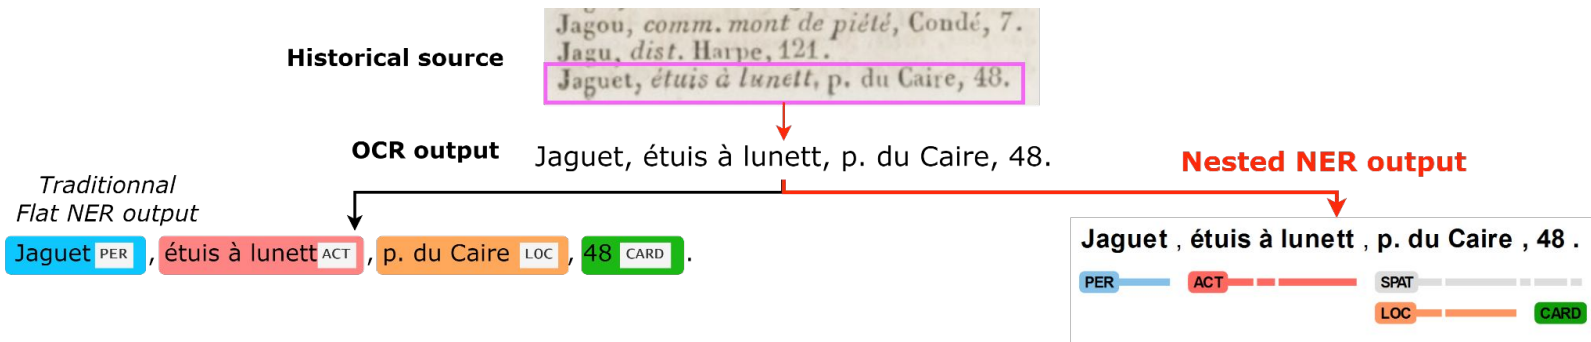 Historical source
Jagou, comm. mont de piété, Condé, 7.
Jagu, dist. Harpe, 121.
Jaguet, étuis à lunett, p. du Caire, 48.
OCR output
Jaguet, étuis à lunett, p. du Caire, 48.
Nested NER output
Traditionnal
Flat NER output
Jaguet PER , étuis à lunett ACT , p. du Caire LOC , 48 CARD .
Jaguet , étuis à lunett , p. du Caire , 48 .
PER ACT SPAT
LOC CARD